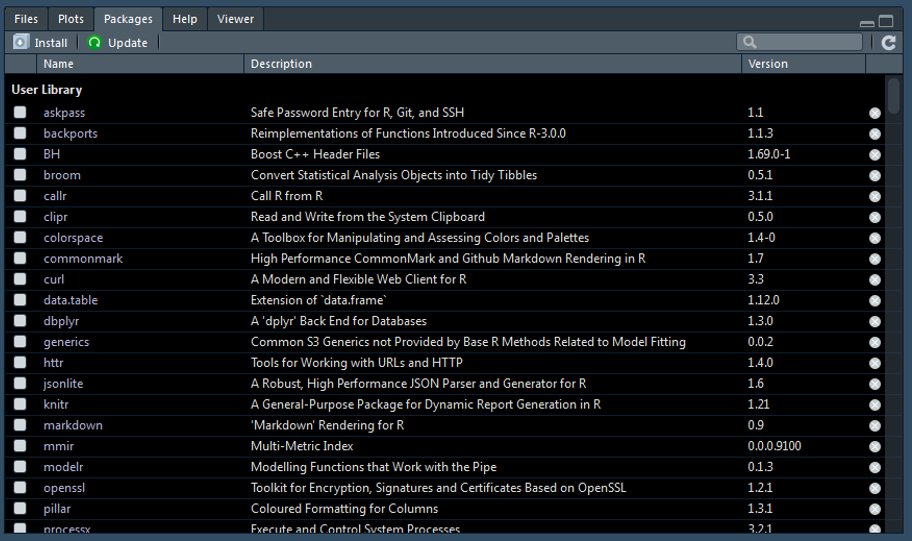 Files Plots Packages Help Viewer
Install Update
Name Description Version
User Library
askpass Safe Password Entry for R, Git, and SSH 1.1
backports Reimplementations of Functions Introduced Since R-3.0.0 1.1.3
BH Boost C++ Header Files 1.69.0-1
broom Convert Statistical Analysis Objects into Tidy Tibbles 0.5.1
callr Call R from R 3.1.1
clipr Read and Write from the System Clipboard 0.5.0
colorspace A Toolbox for Manipulating and Assessing Colors and Palettes 1.4-0
commonmark High Performance CommonMark and Github Markdown Rendering in R 1.7
curl A Modern and Flexible Web Client for R 3.3
data.table Extension of `data.frame` 1.12.0
dbplyr A 'dplyr' Back End for Databases 1.3.0
generics Common S3 Generics not Provided by Base R Methods Related to Model Fitting 0.0.2
httr Tools for Working with URLs and HTTP 1.4.0
jsonlite A Robust, High Performance JSON Parser and Generator for R 1.6
knitr A General-Purpose Package for Dynamic Report Generation in R 1.21
markdown 'Markdown' Rendering for R 0.9
mmir Multi-Metric Index 0.0.0.9100
modelr Modelling Functions that Work with the Pipe 0.1.3
openssl Toolkit for Encryption, Signatures and Certificates Based on OpenSSL 1.2.1
pillar Coloured Formatting for Columns 1.3.1
processx Execute and Control System Processes 3.2.1